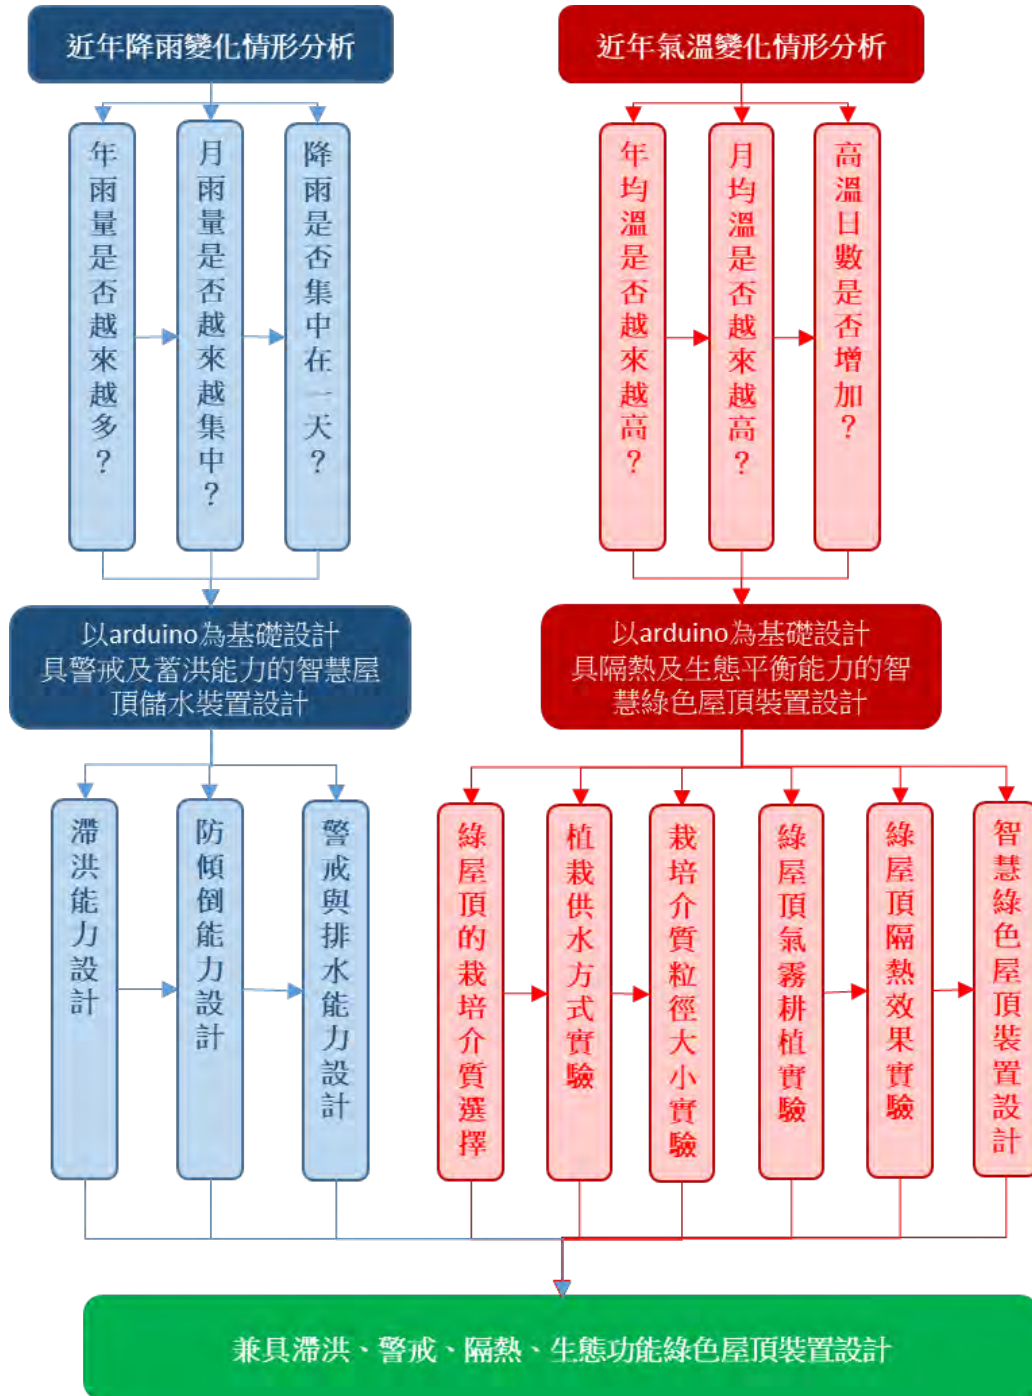 近年降雨變化情形分析
近年氣溫變化情形分析
年雨量是否越來越多？
月雨量是否越來越集中？
降雨是否集中在一天？
年均溫是否越來越高？
月均溫是否越來越高？
高溫日數是否增加？
以arduino為基礎設計
具警戒及蓄洪能力的智慧屋
頂儲水裝置設計
以arduino為基礎設計
具隔熱及生態平衡能力的智
慧綠色屋頂裝置設計
滯洪能力設計
防傾倒能力設計
警戒與排水能力設計
綠屋頂的栽培介質選擇
植栽供水方式實驗
栽培介質粒徑大小實驗
綠屋頂氣霧耕植實驗
綠屋頂隔熱效果實驗
智慧綠色屋頂裝置設計
兼具滯洪、警戒、隔熱、生態功能綠色屋頂裝置設計